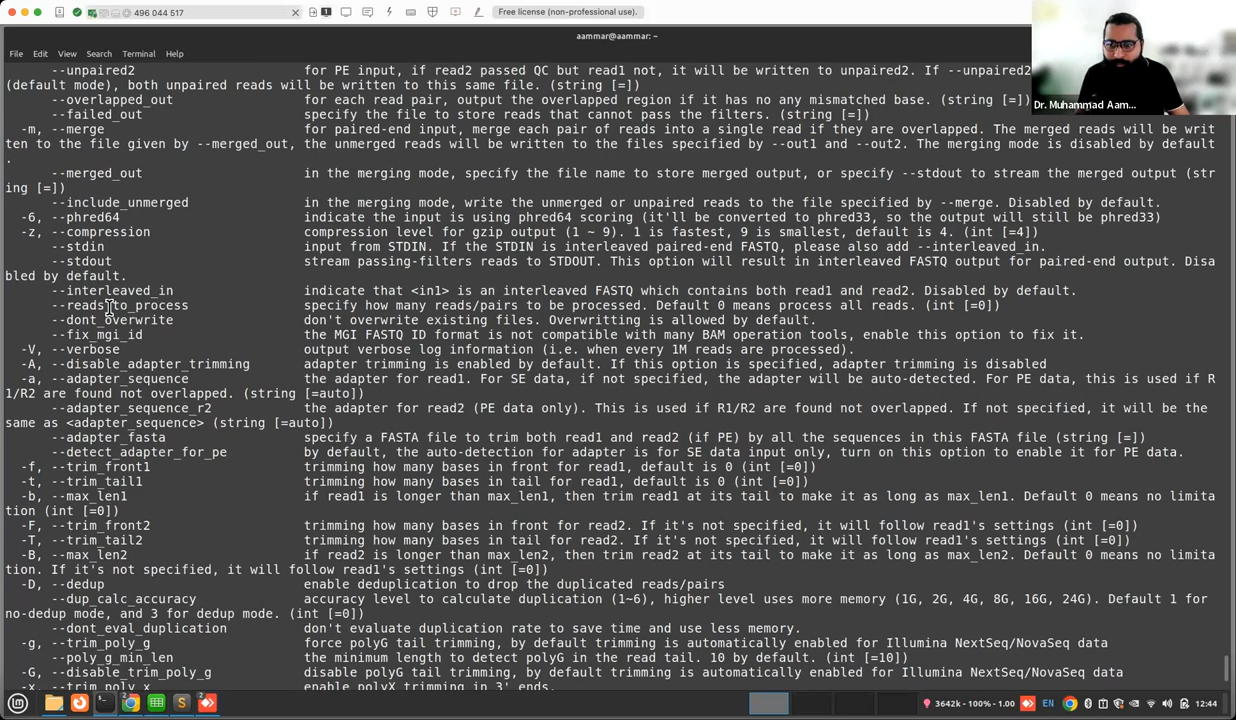 496 044 517
1
Free license (non-professional use).
aammar@aammar: ~
File Edit View Search Terminal Help
--unpaired2 for PE input, if read2 passed QC but read1 not, it will be written to unpaired2. If --unpaired
(default mode), both unpaired reads will be written to this same file. (string [=])
--overlapped_out for each read pair, output the overlapped region if it has no any mismatched base. (string [=])
--failed_out specify the file to store reads that cannot pass the filters. (string [=])
-m, --merge for paired-end input, merge each pair of reads into a single read if they are overlapped. The merged reads will be writ
ten to the file given by --merged_out, the unmerged reads will be written to the files specified by --out1 and --out2. The merging mode is disabled by default
.
--merged_out in the merging mode, specify the file name to store merged output, or specify --stdout to stream the merged output (str
ing [=])
--include_unmerged in the merging mode, write the unmerged or unpaired reads to the file specified by --merge. Disabled by default.
-6, --phred64 indicate the input is using phred64 scoring (it'll be converted to phred33, so the output will still be phred33)
-z, --compression compression level for gzip output (1 ~ 9). 1 is fastest, 9 is smallest, default is 4. (int [=4])
--stdin input from STDIN. If the STDIN is interleaved paired-end FASTQ, please also add --interleaved_in.
--stdout stream passing-filters reads to STDOUT. This option will result in interleaved FASTQ output for paired-end output. Disa
bled by default.
--interleaved_in indicate that <in1> is an interleaved FASTQ which contains both read1 and read2. Disabled by default.
--reads_to_process specify how many reads/pairs to be processed. Default 0 means process all reads. (int [=0])
--dont_overwrite don't overwrite existing files. Overwritting is allowed by default.
--fix_mgi_id the MGI FASTQ ID format is not compatible with many BAM operation tools, enable this option to fix it.
-V, --verbose output verbose log information (i.e. when every 1M reads are processed).
-A, --disable_adapter_trimming adapter trimming is enabled by default. If this option is specified, adapter trimming is disabled
-a, --adapter_sequence the adapter for read1. For SE data, if not specified, the adapter will be auto-detected. For PE data, this is used if R
1/R2 are found not overlapped. (string [=auto])
--adapter_sequence_r2 the adapter for read2 (PE data only). This is used if R1/R2 are found not overlapped. If not specified, it will be the
same as <adapter_sequence> (string [=auto])
--adapter_fasta specify a FASTA file to trim both read1 and read2 (if PE) by all the sequences in this FASTA file (string [=])
--detect_adapter_for_pe by default, the auto-detection for adapter is for SE data input only, turn on this option to enable it for PE data.
-f, --trim_front1 trimming how many bases in front for read1, default is 0 (int [=0])
-t, --trim_tail1 trimming how many bases in tail for read1, default is 0 (int [=0])
-b, --max_len1 if read1 is longer than max_len1, then trim read1 at its tail to make it as long as max_len1. Default 0 means no limita
tion (int [=0])
-F, --trim_front2 trimming how many bases in front for read2. If it's not specified, it will follow read1's settings (int [=0])
-T, --trim_tail2 trimming how many bases in tail for read2. If it's not specified, it will follow read1's settings (int [=0])
-B, --max_len2 if read2 is longer than max_len2, then trim read2 at its tail to make it as long as max_len2. Default 0 means no limita
tion. If it's not specified, it will follow read1's settings (int [=0])
-D, --dedup enable deduplication to drop the duplicated reads/pairs
--dup_calc_accuracy accuracy level to calculate duplication (1~6), higher level uses more memory (1G, 2G, 4G, 8G, 16G, 24G). Default 1 for
no-dedup mode, and 3 for dedup mode. (int [=0])
--dont_eval_duplication don't evaluate duplication rate to save time and use less memory.
-g, --trim_poly_g force polyG tail trimming, by default trimming is automatically enabled for Illumina NextSeq/NovaSeq data
--poly_g_min_len the minimum length to detect polyG in the read tail. 10 by default. (int [=10])
-G, --disable_trim_poly_g disable polyG tail trimming, by default trimming is automatically enabled for Illumina NextSeq/NovaSeq data
-x, --trim_poly_x enable polyX trimming in 3' ends.
Dr. Muhammad Aam...
3642k - 100% - 1.00 EN 12:44